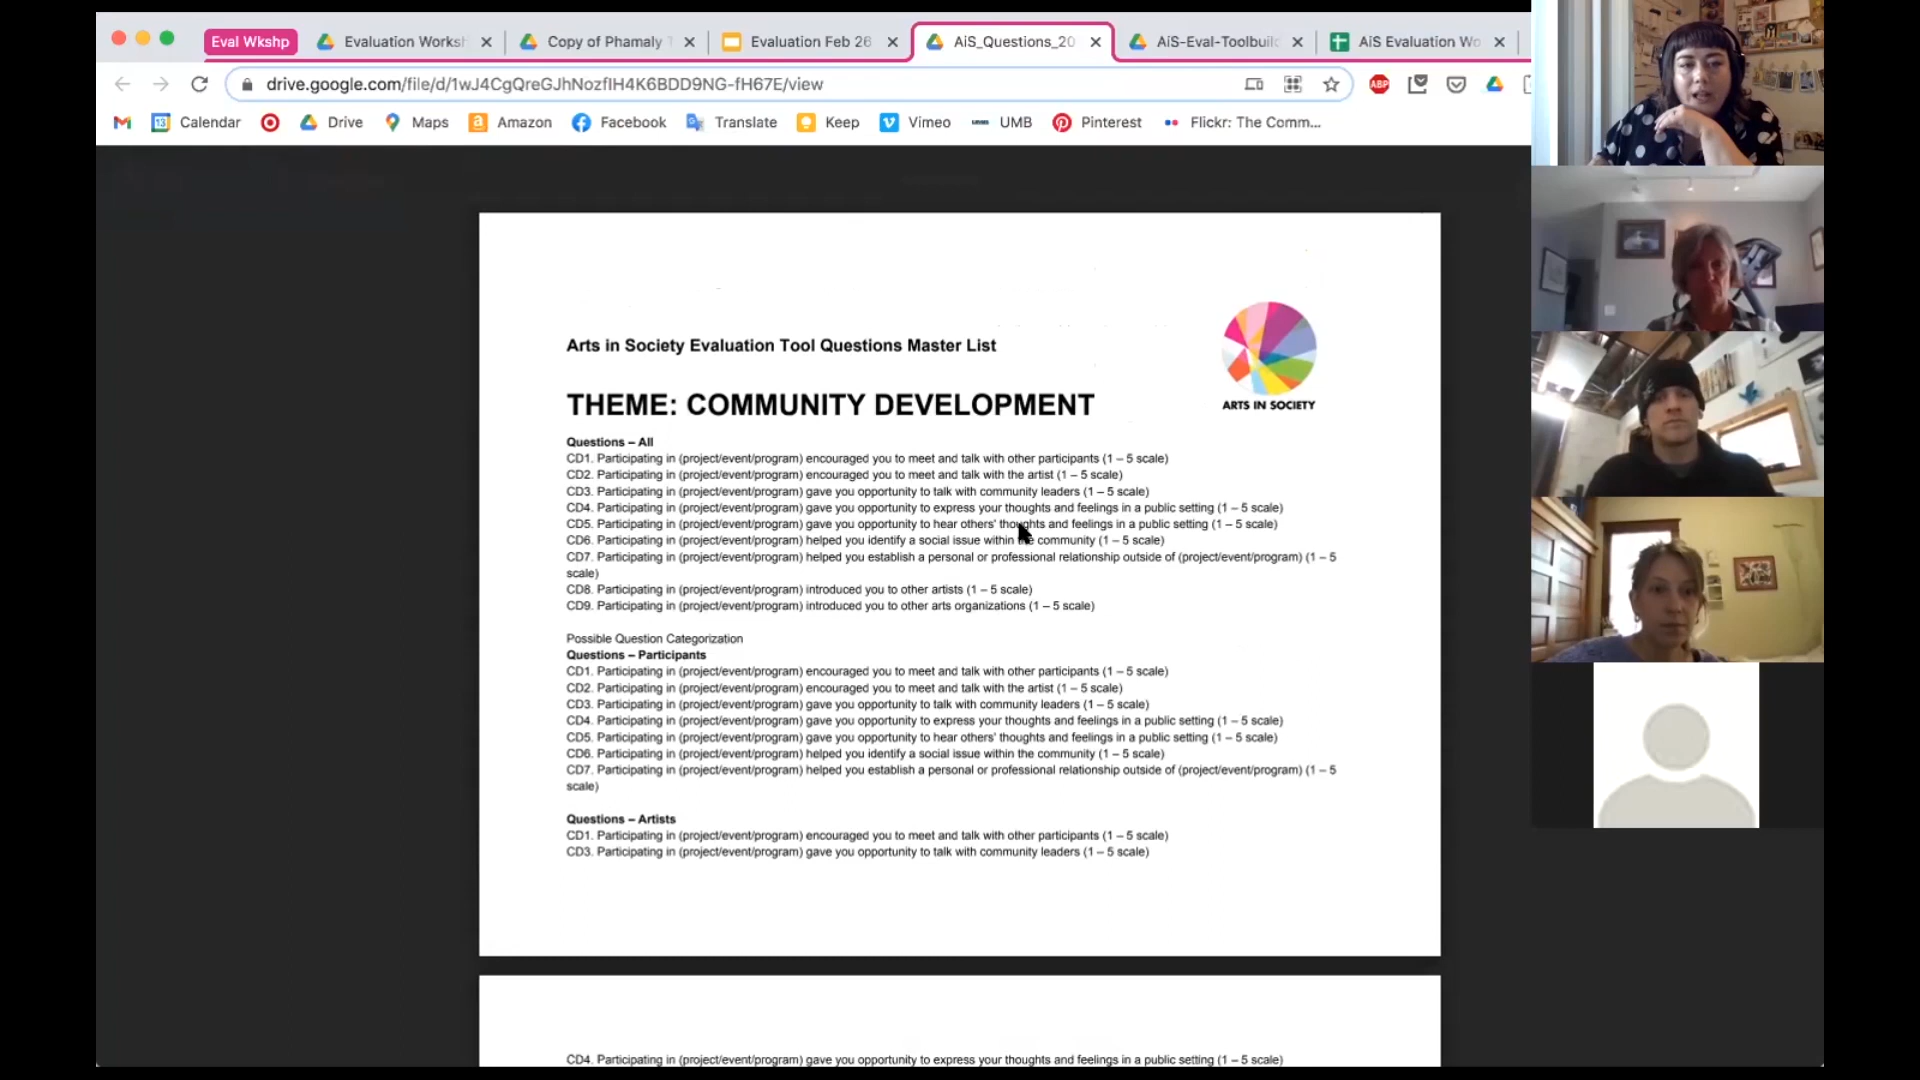 Eval Wkshp
Evaluation Worksh
Copy of Phamaly T
Evaluation Feb 26
AiS_Questions_20
AiS-Eval-Toolbuild
AiS Evaluation Wo
drive.google.com/file/d/1wJ4CgQreGJhNozfIH4K6BDD9NG-fH67E/view
ABP
Calendar
Drive
Maps
Amazon
Facebook
Translate
Keep
Vimeo
UMB
Pinterest
Flickr: The Comm...
Arts in Society Evaluation Tool Questions Master List
ARTS IN SOCIETY
THEME: COMMUNITY DEVELOPMENT
Questions – All
CD1. Participating in (project/event/program) encouraged you to meet and talk with other participants (1 – 5 scale)
CD2. Participating in (project/event/program) encouraged you to meet and talk with the artist (1 – 5 scale)
CD3. Participating in (project/event/program) gave you opportunity to talk with community leaders (1 – 5 scale)
CD4. Participating in (project/event/program) gave you opportunity to express your thoughts and feelings in a public setting (1 – 5 scale)
CD5. Participating in (project/event/program) gave you opportunity to hear others' thoughts and feelings in a public setting (1 – 5 scale)
CD6. Participating in (project/event/program) helped you identify a social issue within the community (1 – 5 scale)
CD7. Participating in (project/event/program) helped you establish a personal or professional relationship outside of (project/event/program) (1 – 5
scale)
CD8. Participating in (project/event/program) introduced you to other artists (1 – 5 scale)
CD9. Participating in (project/event/program) introduced you to other arts organizations (1 – 5 scale)
Possible Question Categorization
Questions – Participants
CD1. Participating in (project/event/program) encouraged you to meet and talk with other participants (1 – 5 scale)
CD2. Participating in (project/event/program) encouraged you to meet and talk with the artist (1 – 5 scale)
CD3. Participating in (project/event/program) gave you opportunity to talk with community leaders (1 – 5 scale)
CD4. Participating in (project/event/program) gave you opportunity to express your thoughts and feelings in a public setting (1 – 5 scale)
CD5. Participating in (project/event/program) gave you opportunity to hear others' thoughts and feelings in a public setting (1 – 5 scale)
CD6. Participating in (project/event/program) helped you identify a social issue within the community (1 – 5 scale)
CD7. Participating in (project/event/program) helped you establish a personal or professional relationship outside of (project/event/program) (1 – 5
scale)
Questions – Artists
CD1. Participating in (project/event/program) encouraged you to meet and talk with other participants (1 – 5 scale)
CD3. Participating in (project/event/program) gave you opportunity to talk with community leaders (1 – 5 scale)
CD4. Participating in (project/event/program) gave you opportunity to express your thoughts and feelings in a public setting (1 – 5 scale)